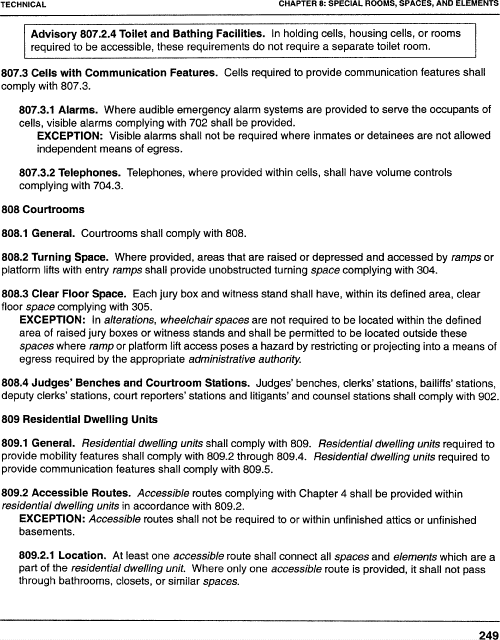 TECHNICAL
CHAPTER 8: SPECIAL ROOMS, SPACES, AND ELEMENTS
Advisory 807.2.4 Toilet and Bathing Facilities. In holding cells, housing cells, or rooms
required to be accessible, these requirements do not require a separate toilet room.
807.3 Cells with Communication Features. Cells required to provide communication features shall
comply with 807.3.
807.3.1 Alarms. Where audible emergency alarm systems are provided to serve the occupants of
cells, visible alarms complying with 702 shall be provided.
EXCEPTION: Visible alarms shall not be required where inmates or detainees are not allowed
independent means of egress.
807.3.2 Telephones. Telephones, where provided within cells, shall have volume controls
complying with 704.3.
808 Courtrooms
808.1 General. Courtrooms shall comply with 808.
808.2 Turning Space. Where provided, areas that are raised or depressed and accessed by ramps or
platform lifts with entry ramps shall provide unobstructed turning space complying with 304.
808.3 Clear Floor Space. Each jury box and witness stand shall have, within its defined area, clear
floor space complying with 305.
EXCEPTION: In alterations, wheelchair spaces are not required to be located within the defined
area of raised jury boxes or witness stands and shall be permitted to be located outside these
spaces where ramp or platform lift access poses a hazard by restricting or projecting into a means of
egress required by the appropriate administrative authority.
808.4 Judges' Benches and Courtroom Stations. Judges' benches, clerks' stations, bailiffs' stations,
deputy clerks' stations, court reporters' stations and litigants' and counsel stations shall comply with 902.
809 Residential Dwelling Units
809.1 General. Residential dwelling units shall comply with 809. Residential dwelling units required to
provide mobility features shall comply with 809.2 through 809.4. Residential dwelling units required to
provide communication features shall comply with 809.5.
809.2 Accessible Routes. Accessible routes complying with Chapter 4 shall be provided within
residential dwelling units in accordance with 809.2.
EXCEPTION: Accessible routes shall not be required to or within unfinished attics or unfinished
basements.
809.2.1 Location. At least one accessible route shall connect all spaces and elements which are a
part of the residential dwelling unit. Where only one accessible route is provided, it shall not pass
through bathrooms, closets, or similar spaces.
249